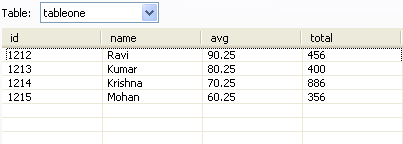 Table: tableone
id name avg total
1212 Ravi 90.25 456
1213 Kumar 80.25 400
1214 Krishna 70.25 886
1215 Mohan 60.25 356